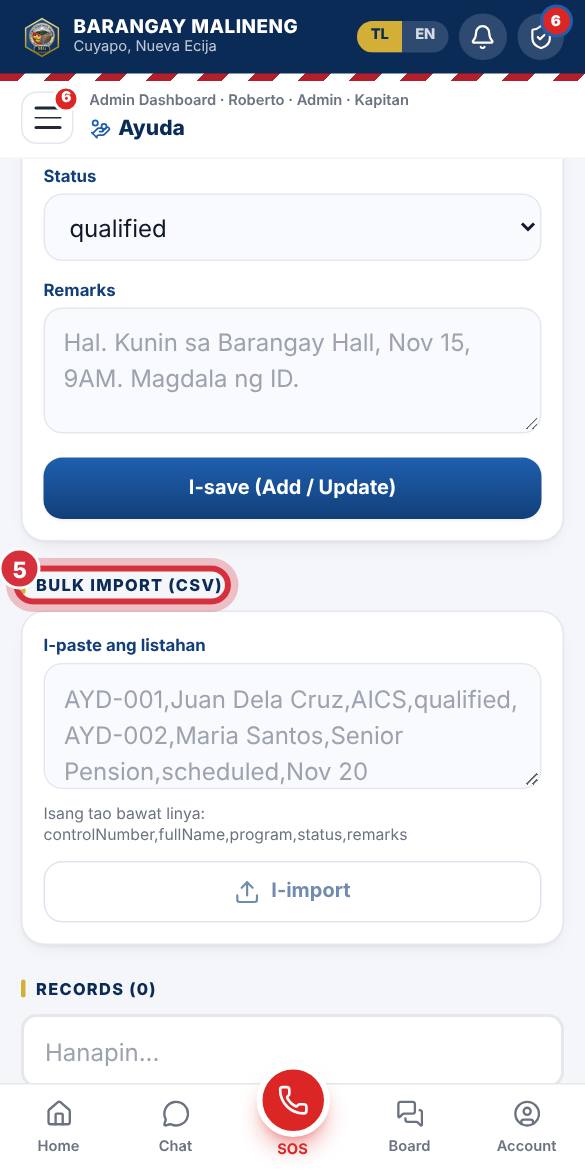 BARANGAY MALINENG
Cuyapo, Nueva Ecija
TL EN
6
6
Admin Dashboard · Roberto · Admin · Kapitan
Ayuda
Status
qualified
Remarks
Hal. Kunin sa Barangay Hall, Nov 15,
9AM. Magdala ng ID.
I-save (Add / Update)
5
BULK IMPORT (CSV)
I-paste ang listahan
AYD-001,Juan Dela Cruz,AICS,qualified,
AYD-002,Maria Santos,Senior
Pension,scheduled,Nov 20
Isang tao bawat linya:
controlNumber,fullName,program,status,remarks
I-import
RECORDS (0)
Hanapin...
Home
Chat
SOS
Board
Account